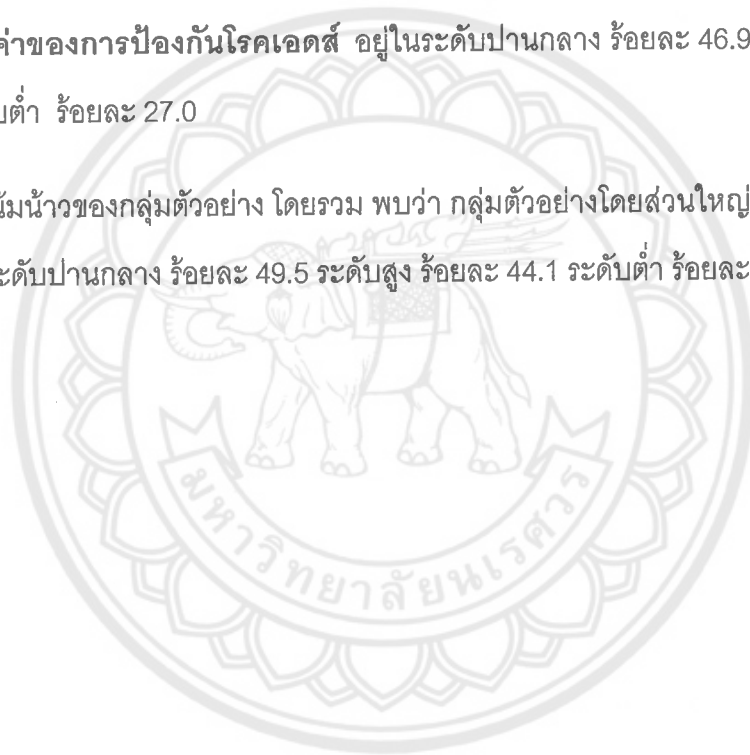 ค่าของการป้องกันโรคเอดส์ อยู่ในระดับปานกลาง ร้อยละ 46.9
ต่ำ ร้อยละ 27.0
น้าวของกลุ่มตัวอย่าง โดยรวม พบว่า กลุ่มตัวอย่างโดยส่วนใหญ่
ระดับปานกลาง ร้อยละ 49.5 ระดับสูง ร้อยละ 44.1 ระดับต่ำ ร้อยละ
มหาวิทยาลัยนเรศวร